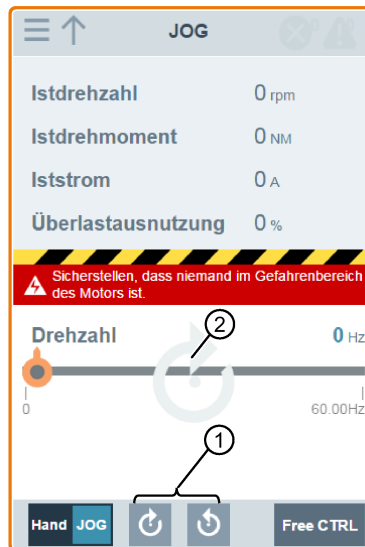 JOG
Istdrehzahl 0 rpm
Istdrehmoment 0 NM
Iststrom 0 A
Überlastausnutzung 0 %
Sicherstellen, dass niemand im Gefahrenbereich
des Motors ist.
2
Drehzahl 0 Hz
0 60.00Hz
1
Hand JOG Free CTRL